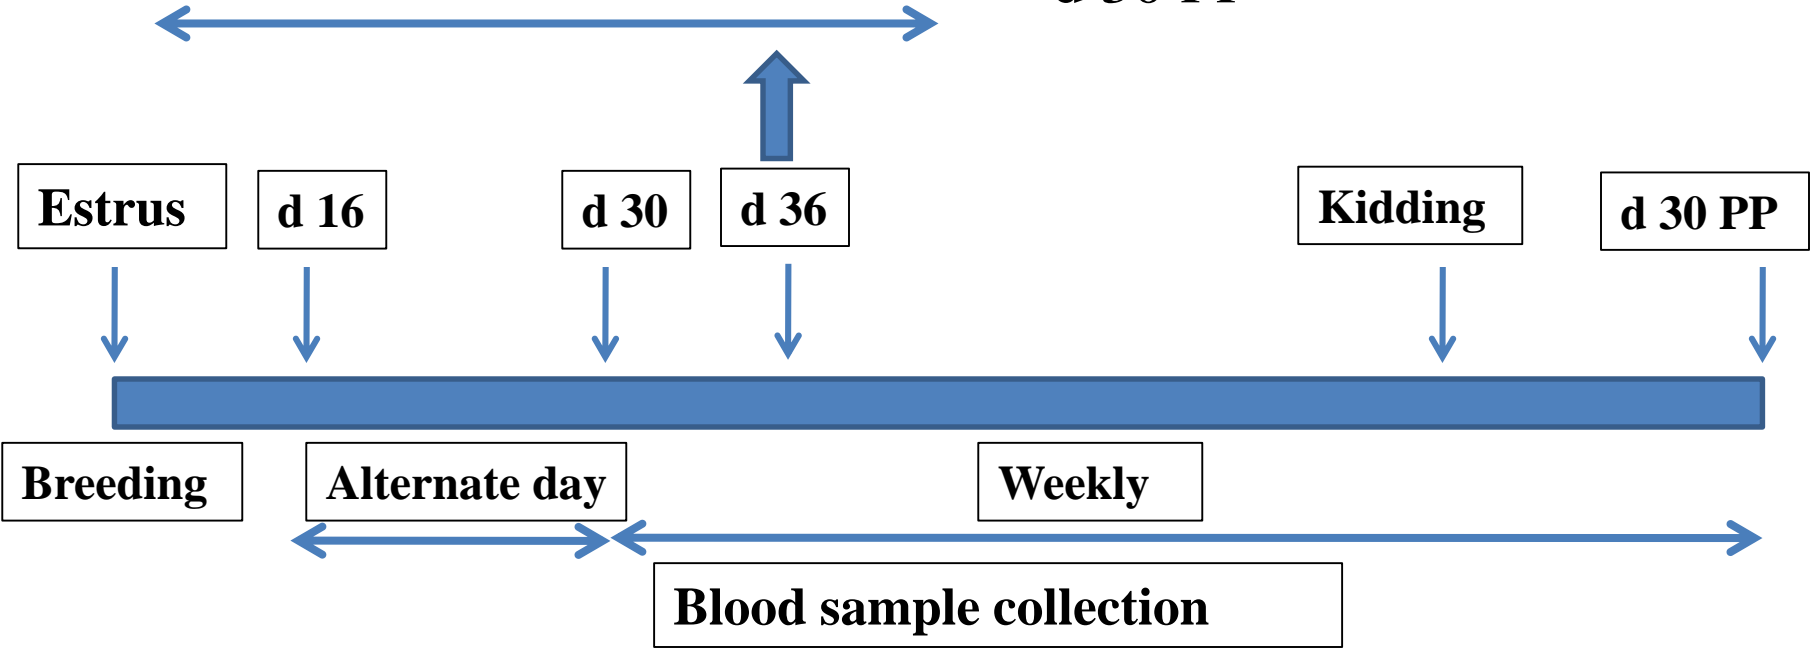 Estrus
d 16
d 30
d 36
Kidding
d 30 PP
Breeding
Alternate day
Weekly
Blood sample collection